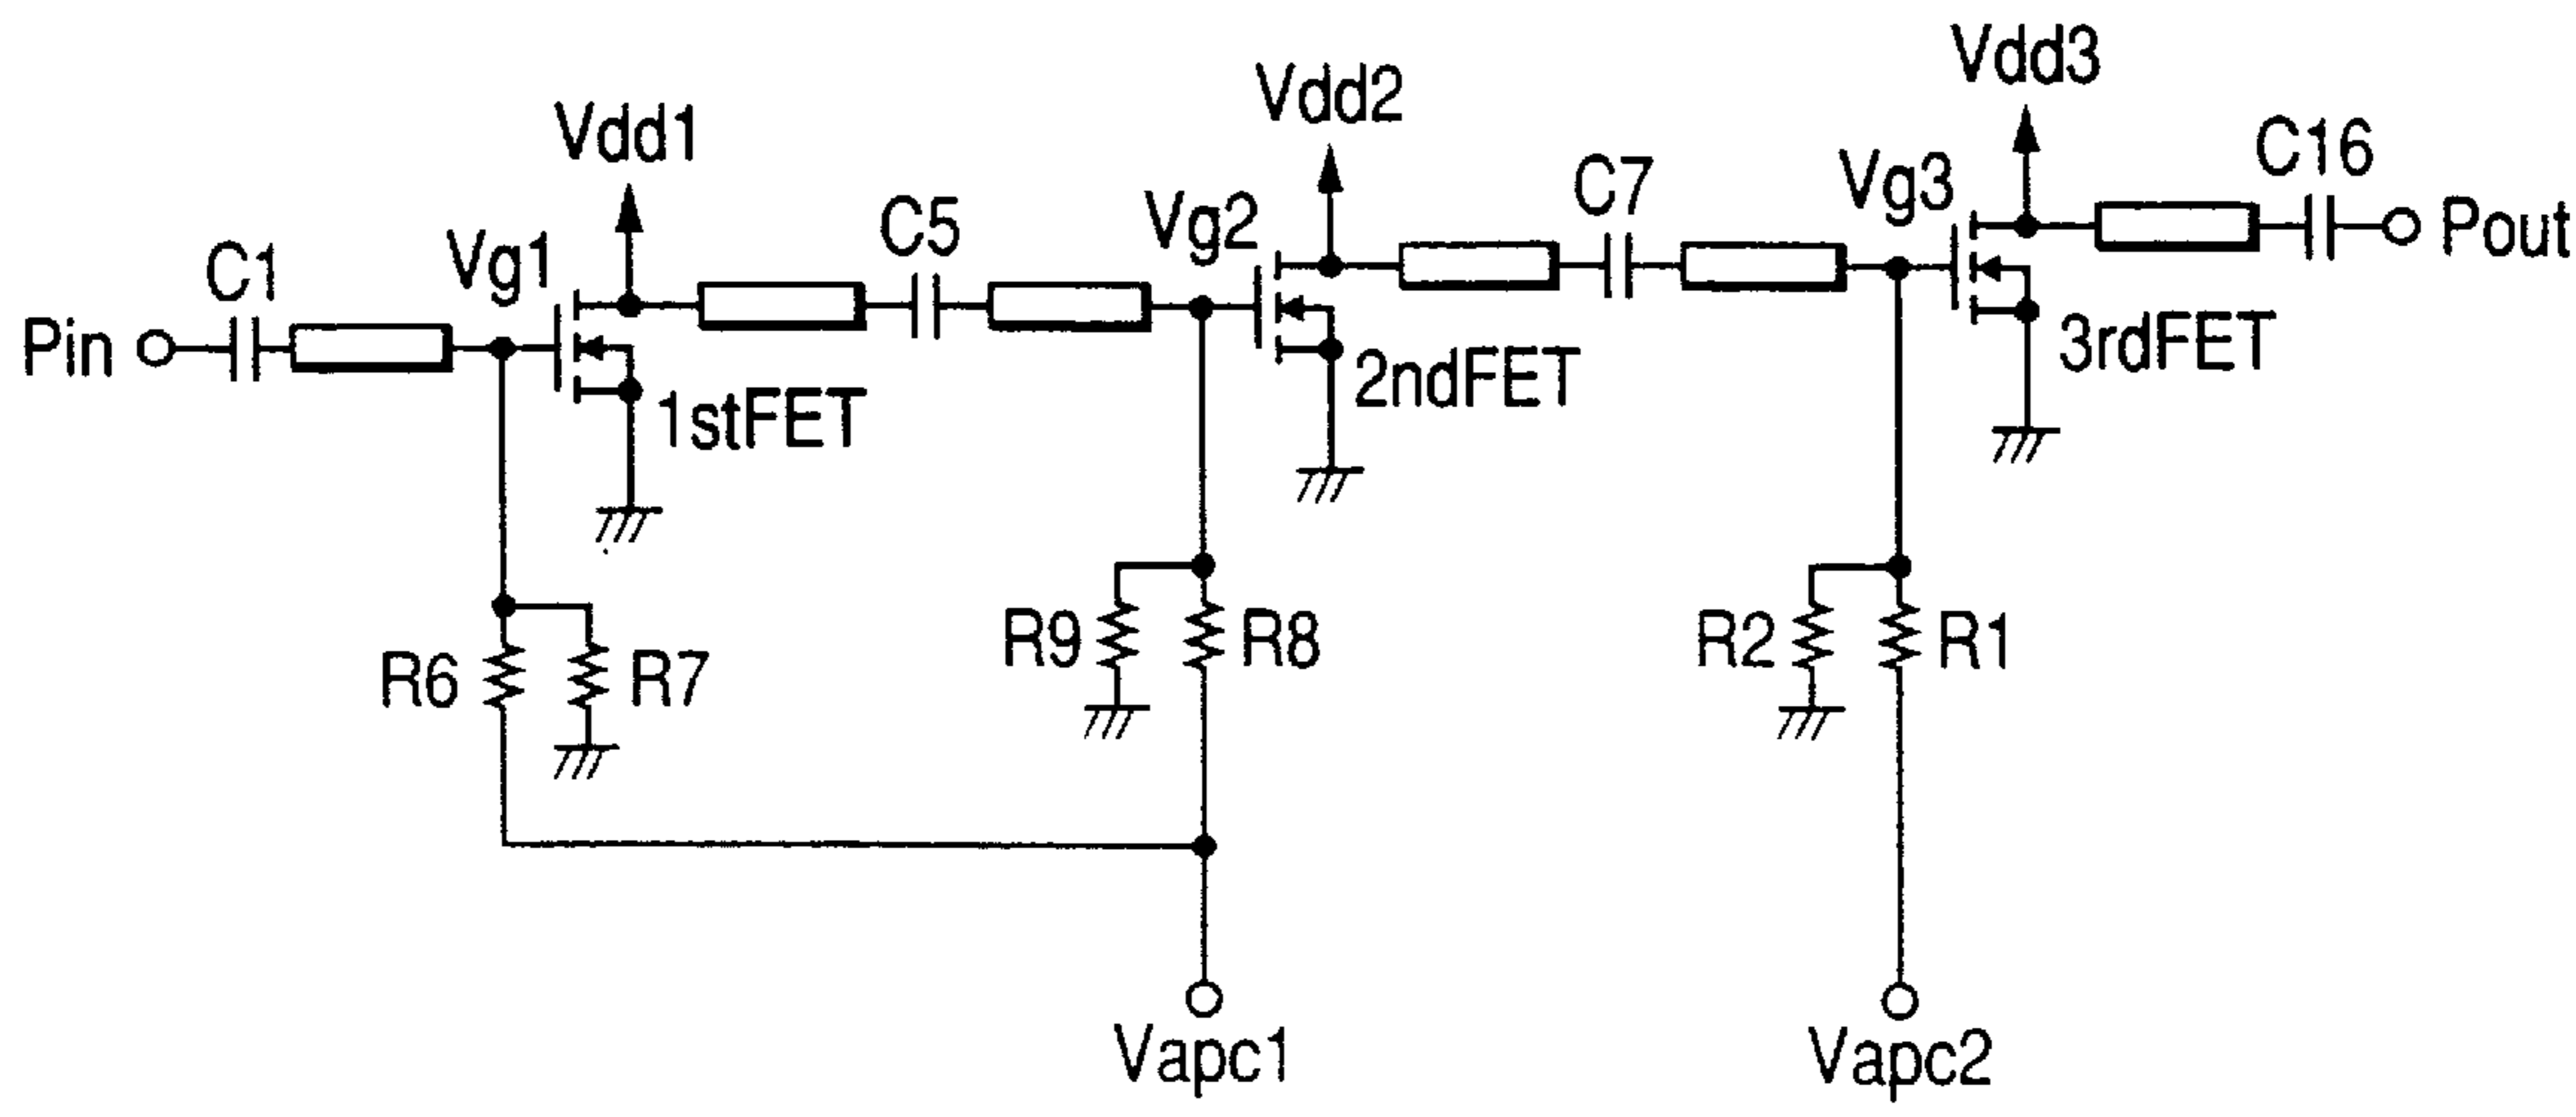 Vdd3
Vdd2
C16
Vdd1
Vg3
C7
Vg2
C5
Pout
Vg1
C1
3rdFET
Pin
2ndFET
1stFET
R9
R8
R2
R1
R6
R7
Vapc1
Vapc2